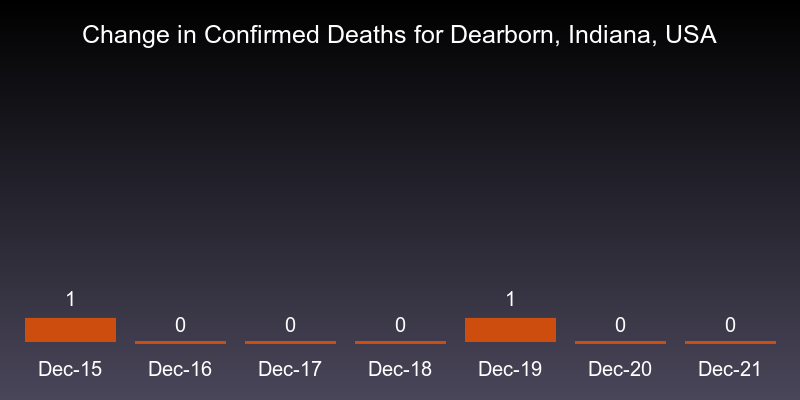 Change in Confirmed Deaths for Dearborn, Indiana, USA
1 0 0 0 1 0 0
Dec-15 Dec-16 Dec-17 Dec-18 Dec-19 Dec-20 Dec-21